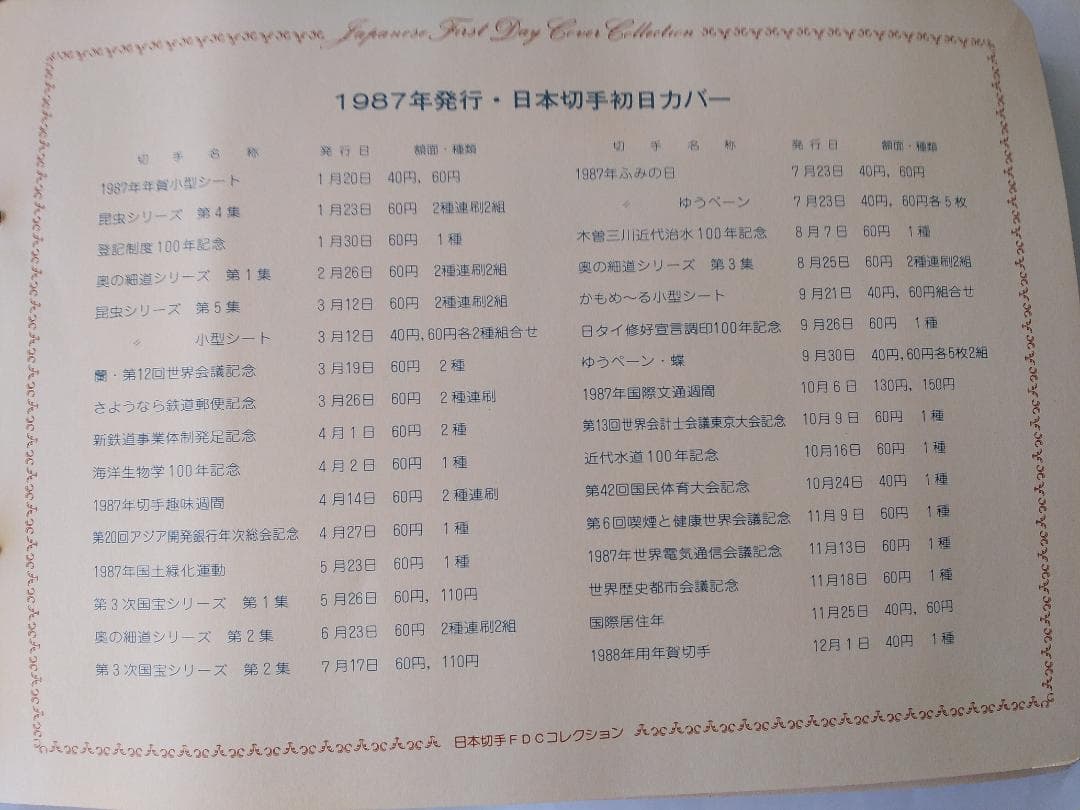 Japanese First Day Cover Collection
1987年発行・日本切手初日カバー
切手名称 発行日 額面・種類
1987年年賀小型シート 1月20日 40円, 60円
昆虫シリーズ 第4集 1月23日 60円 2種連刷2組
登記制度100年記念 1月30日 60円 1種
奥の細道シリーズ 第1集 2月26日 60円 2種連刷2組
昆虫シリーズ 第5集 3月12日 60円 2種連刷2組
〃 小型シート 3月12日 40円,60円各2種組合せ
蘭・第12回世界会議記念 3月19日 60円 2種
さようなら鉄道郵便記念 3月26日 60円 2種連刷
新鉄道事業体制発足記念 4月1日 60円 2種
海洋生物学100年記念 4月2日 60円 1種
1987年切手趣味週間 4月14日 60円 2種連刷
第20回アジア開発銀行年次総会記念 4月27日 60円 1種
1987年国土緑化運動 5月23日 60円 1種
第3次国宝シリーズ 第1集 5月26日 60円, 110円
奥の細道シリーズ 第2集 6月23日 60円 2種連刷2組
第3次国宝シリーズ 第2集 7月17日 60円, 110円
切手名称 発行日 額面・種類
1987年ふみの日 7月23日 40円, 60円
〃 ゆうペーン 7月23日 40円, 60円各5枚
木曽三川近代治水100年記念 8月7日 60円 1種
奥の細道シリーズ 第3集 8月25日 60円 2種連刷2組
かもめ〜る小型シート 9月21日 40円, 60円組合せ
日タイ修好宣言調印100年記念 9月26日 60円 1種
ゆうペーン・蝶 9月30日 40円,60円各5枚2組
1987年国際文通週間 10月6日 130円, 150円
第13回世界会計士会議東京大会記念 10月9日 60円 1種
近代水道100年記念 10月16日 60円 1種
第42回国民体育大会記念 10月24日 40円 1種
第6回喫煙と健康世界会議記念 11月9日 60円 1種
1987年世界電気通信会議記念 11月13日 60円 1種
世界歴史都市会議記念 11月18日 60円 1種
国際居住年 11月25日 40円, 60円
1988年用年賀切手 12月1日 40円 1種
日本切手FDCコレクション